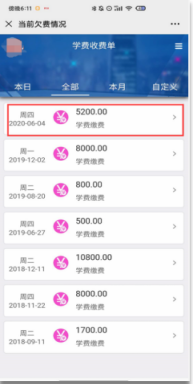 德德6:11
当前欠费情况
学费收费单
本日 全部 本月 自定义
周四 5200.00
2020-06-04 学费缴费
周一 8000.00
2019-12-02 学费缴费
周二 800.00
2019-08-20 学费缴费
周四 500.00
2019-06-27 学费缴费
周二 10800.00
2018-12-11 学费缴费
周四 8000.00
2018-11-22 学费缴费
周二 1700.00
2018-09-11 学费缴费